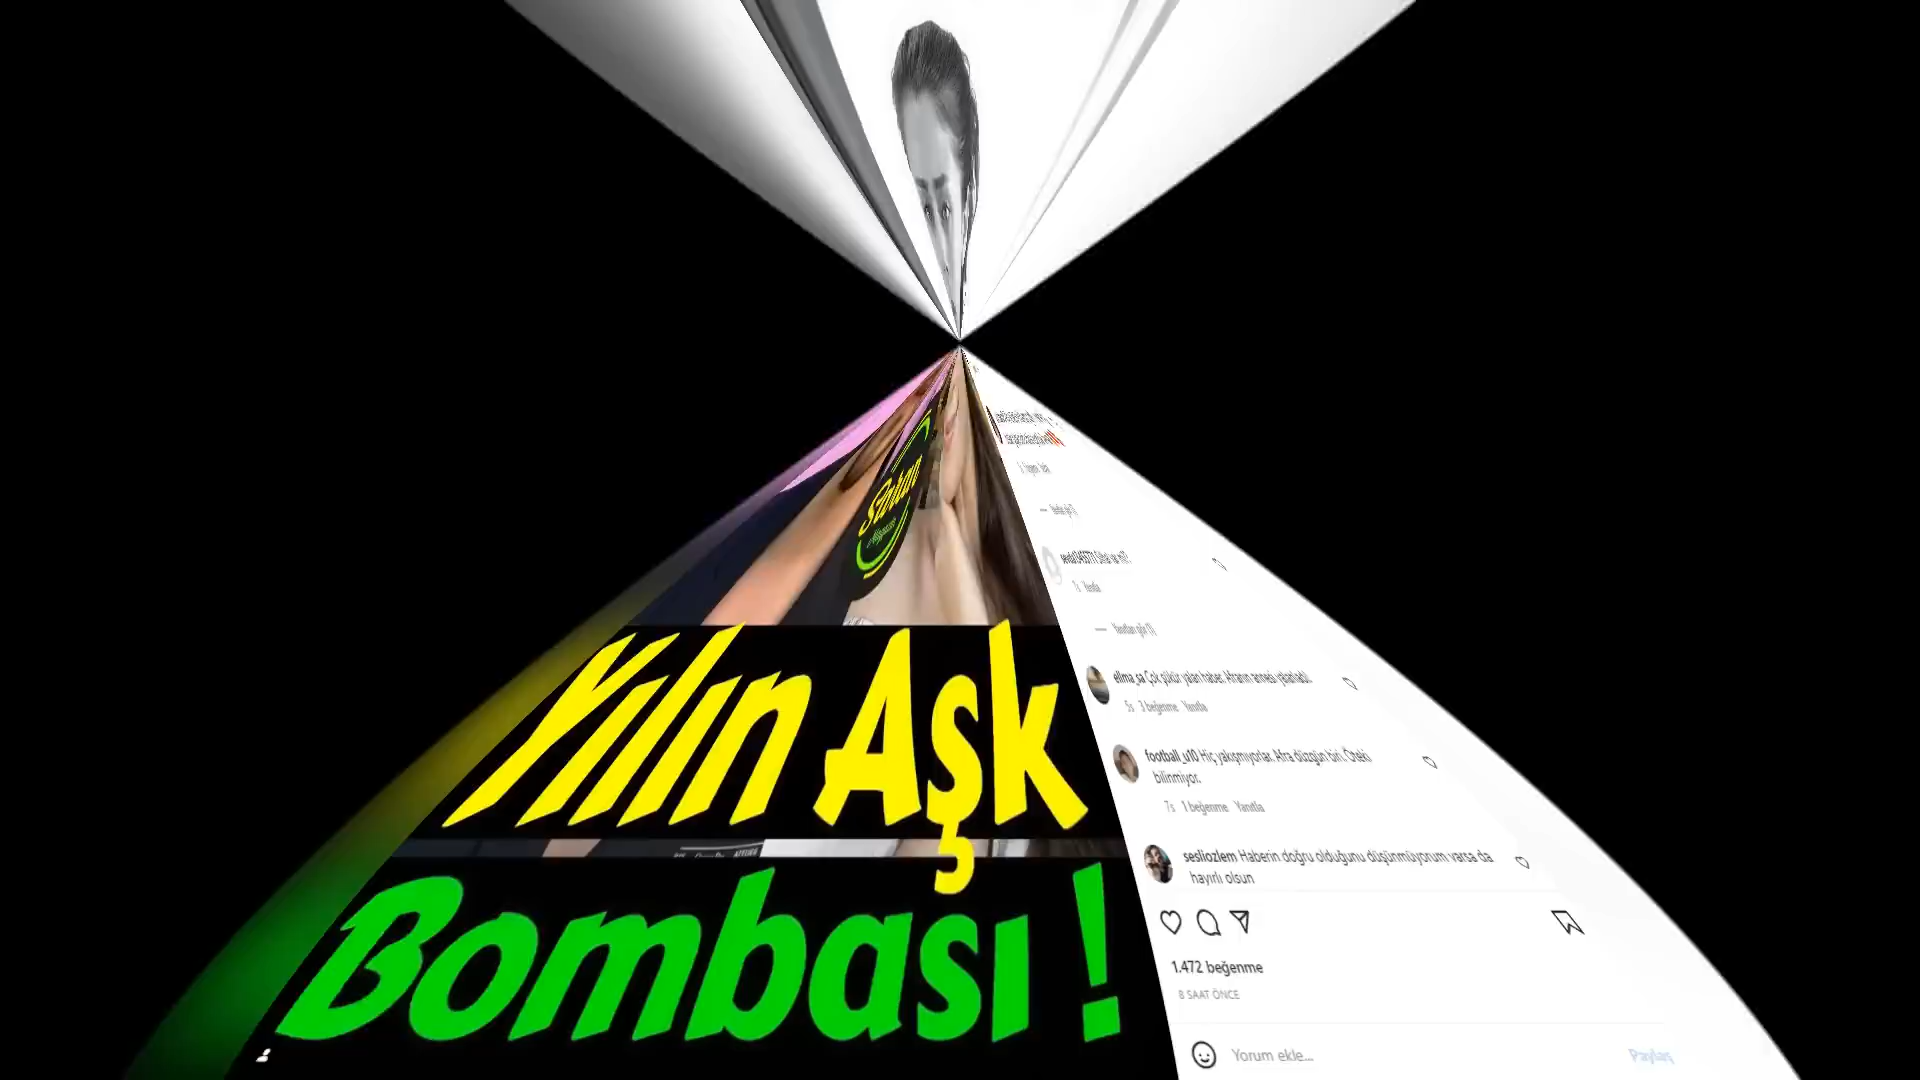 Yılın Aşk
Bombası !
Yanıtla
elma_sa Çok şükür yalan haber. Afranın annesi yalanladı.
5s 3 beğenme Yanıtla
football_u10 Hiç yakışmıyorlar. Afra düzgün biri. Öteki
bilinmiyor.
7s 1 beğenme Yanıtla
sesliozlem Haberin doğru olduğunu düşünmüyorum varsa da
hayırlı olsun
1.472 beğenme
8 SAAT ÖNCE
Yorum ekle...
Paylaş